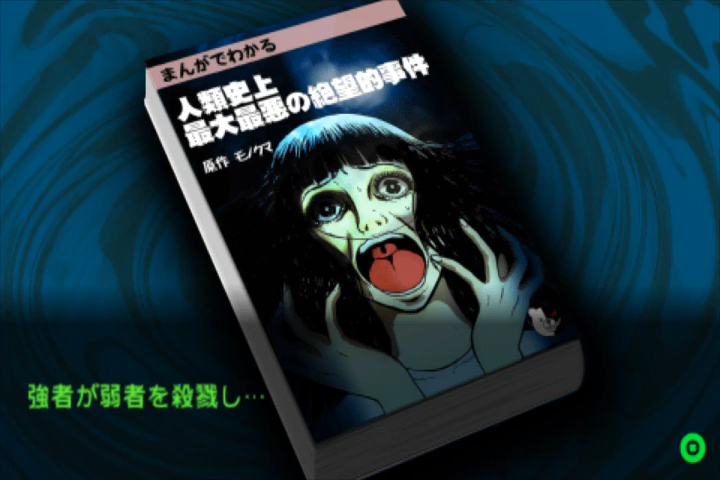 まんがでわかる
人類史上
最大最悪の絶望的事件
原作 モノクマ
強者が弱者を殺戮し…